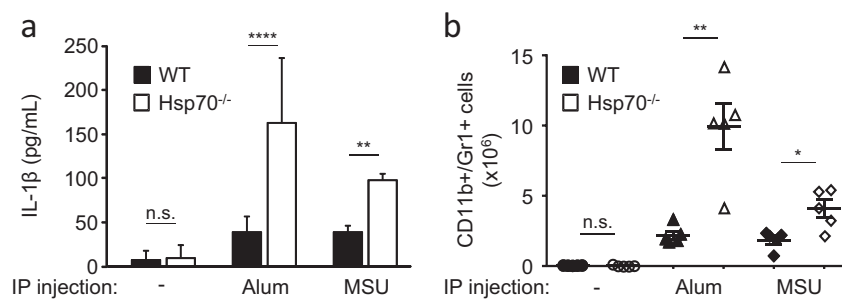 a
IL-1β (pg/mL)
250
200
150
100
50
0
WT
Hsp70-/-
n.s.
****
**
IP injection: - Alum MSU
b
CD11b+/Gr1+ cells
(x10⁶)
15
10
5
0
WT
Hsp70-/-
n.s.
**
*
IP injection: - Alum MSU